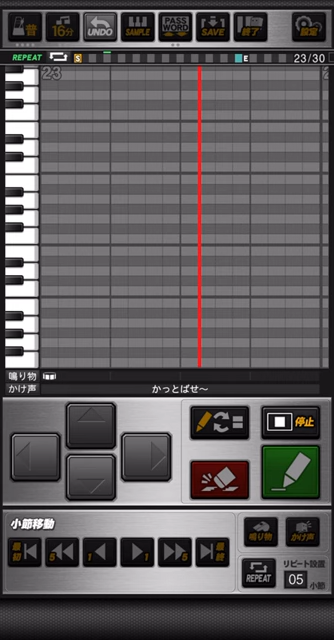 音 16分 UNDO SAMPLE PASS WORD SAVE 終了 設定
REPEAT S E 23/30
23
鳴り物
かけ声 かっとばせ～
停止
小節移動
最初 5 1 1 5 最終
鳴り物 かけ声
REPEAT リピート設置
05 小節